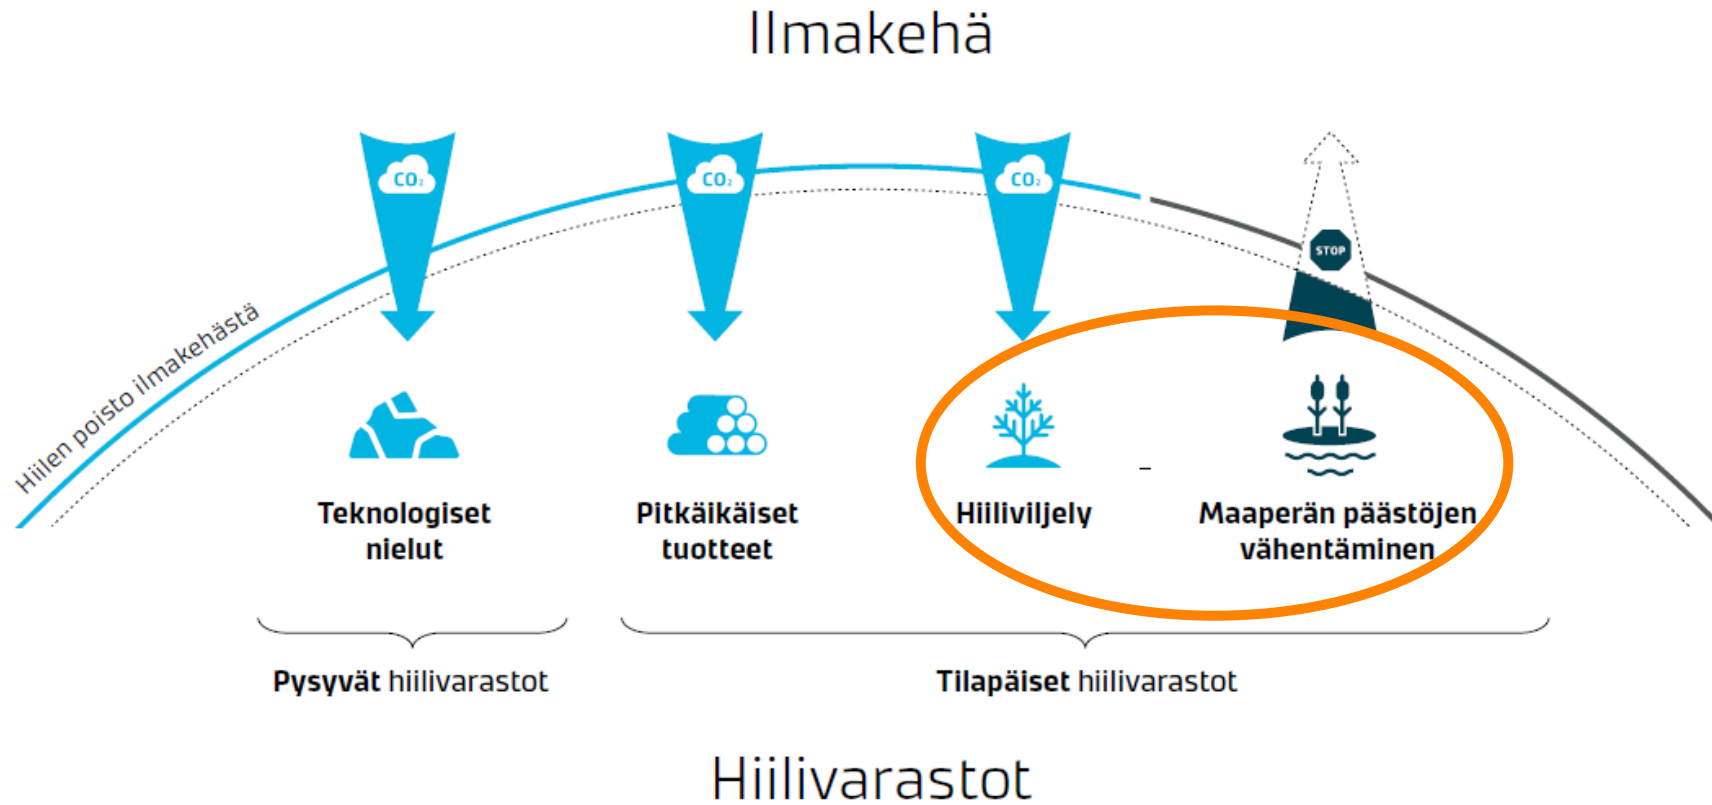 Ilmakehä
CO₂
CO₂
CO₂
STOP
Hiilen poisto ilmakehästä
Teknologiset
nielut
Pitkäikäiset
tuotteet
Hiiliviljely
–
Maaperän päästöjen
vähentäminen
Pysyvät hiilivarastot
Tilapäiset hiilivarastot
Hiilivarastot